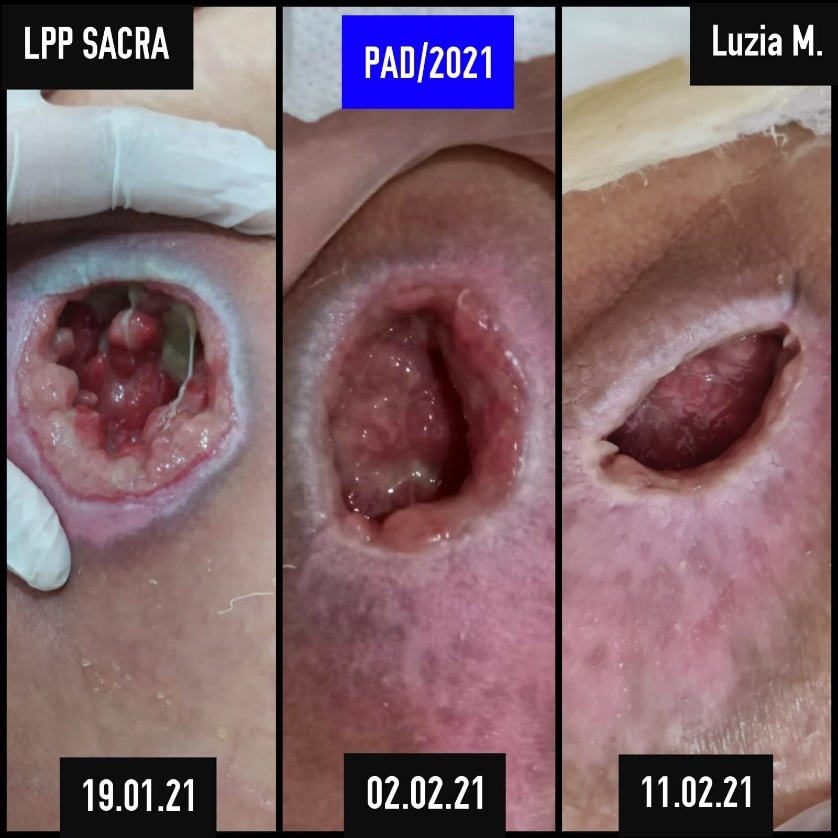 LPP SACRA
PAD/2021
Luzia M.
19.01.21
02.02.21
11.02.21